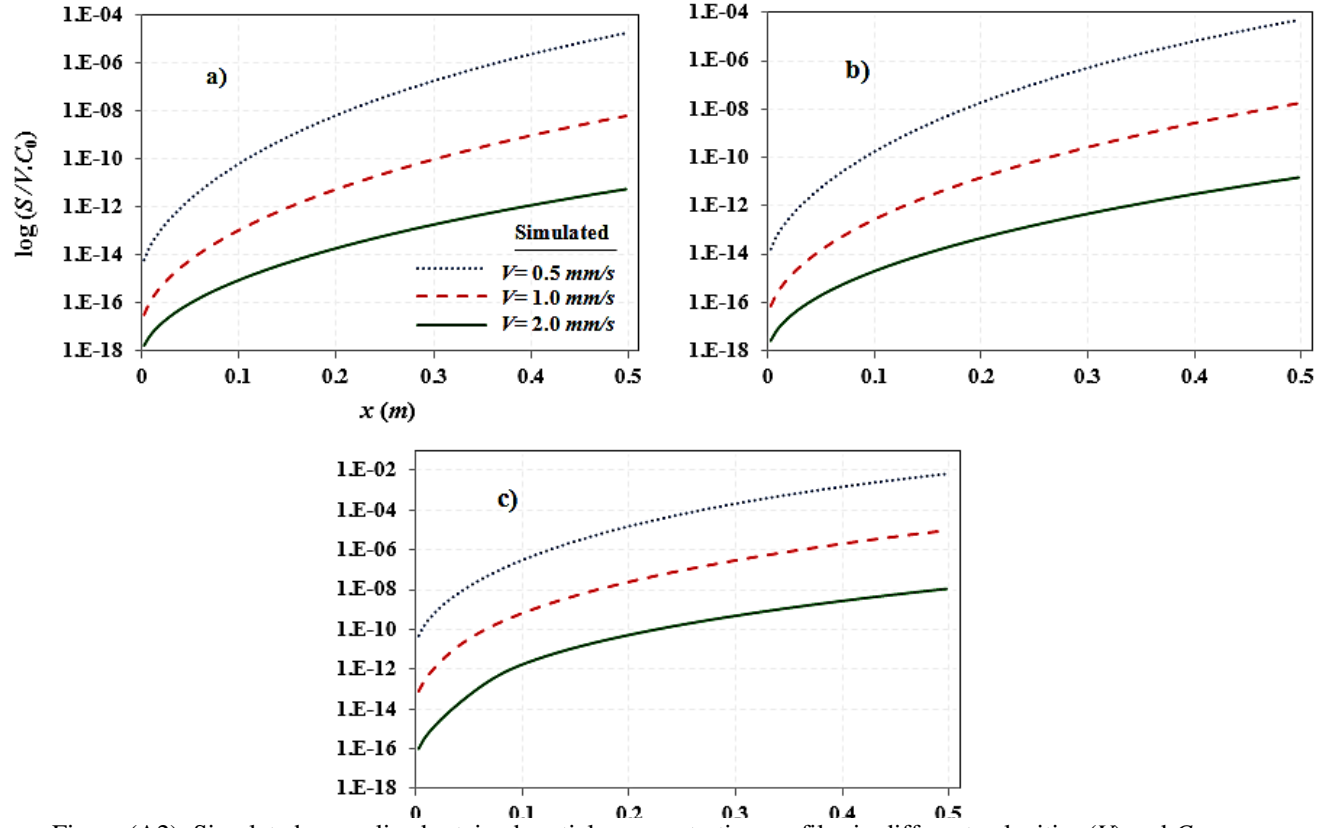 1.E-04
1.E-06
1.E-08
1.E-10
1.E-12
1.E-14
1.E-16
1.E-18
log (S/V.C0)
a)
Simulated
V= 0.5 mm/s
V= 1.0 mm/s
V= 2.0 mm/s
0 0.1 0.2 0.3 0.4 0.5
x (m)
1.E-04
1.E-06
1.E-08
1.E-10
1.E-12
1.E-14
1.E-16
1.E-18
b)
0 0.1 0.2 0.3 0.4 0.5
1.E-02
1.E-04
1.E-06
1.E-08
1.E-10
1.E-12
1.E-14
1.E-16
1.E-18
c)
0 0.1 0.2 0.3 0.4 0.5